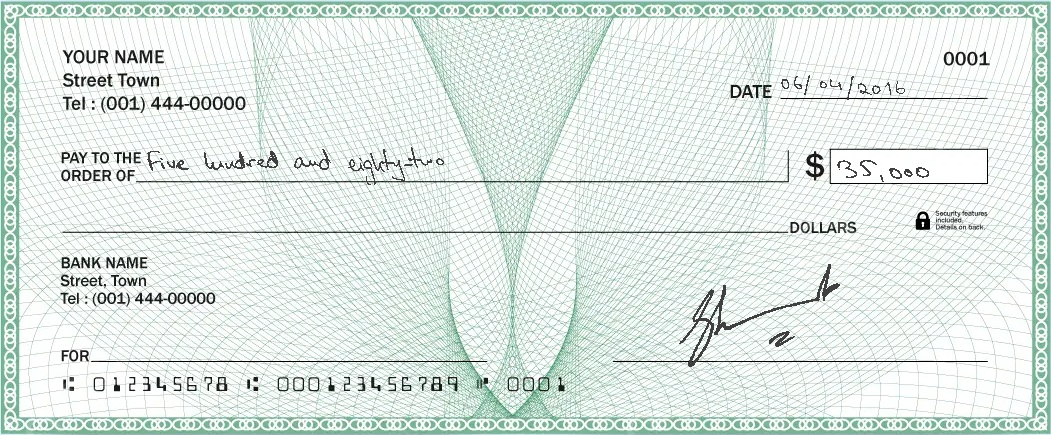 YOUR NAME
Street Town
Tel : (001) 444-00000
0001
DATE 06/04/2016
PAY TO THE ORDER OF Five hundred and eighty-two
$ 35,000
DOLLARS
Security features
included.
Details on back.
BANK NAME
Street, Town
Tel : (001) 444-00000
FOR
⑆ 012345678 ⑆ 000123456789 ⑈ 0001